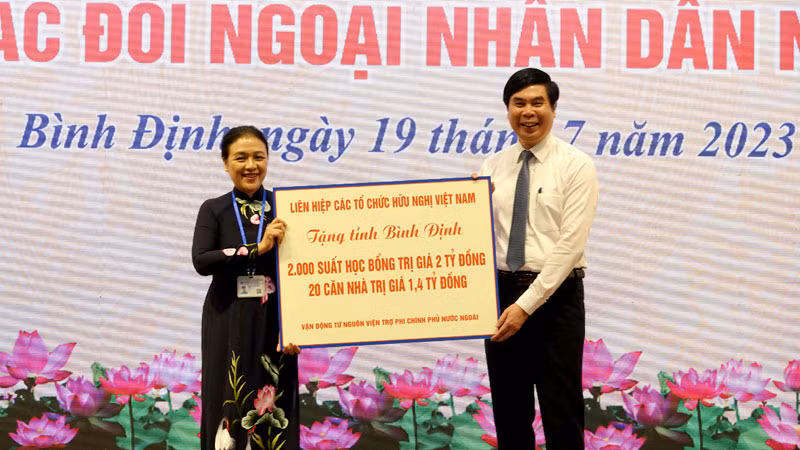 ÁC ĐỐI NGOẠI NHÂN DÂN N
Bình Định, ngày 19 tháng 7 năm 2023
LIÊN HIỆP CÁC TỔ CHỨC HỮU NGHỊ VIỆT NAM
Tặng tỉnh Bình Định
2.000 SUẤT HỌC BỔNG TRỊ GIÁ 2 TỶ ĐỒNG
20 CĂN NHÀ TRỊ GIÁ 1,4 TỶ ĐỒNG
VẬN ĐỘNG TỪ NGUỒN VIỆN TRỢ PHI CHÍNH PHỦ NƯỚC NGOÀI